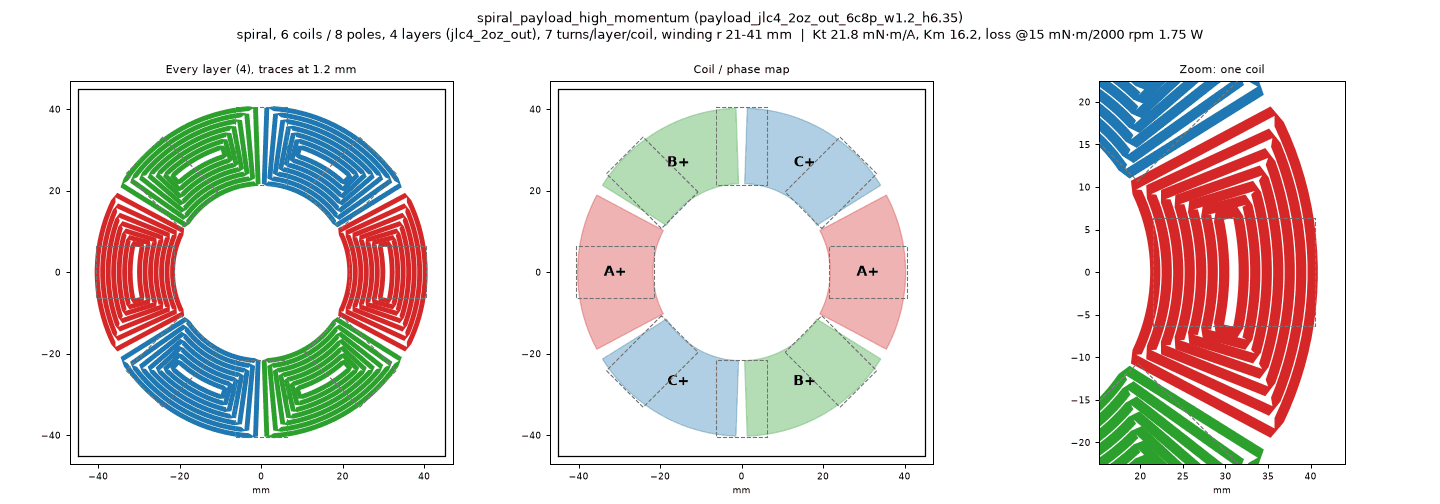 spiral_payload_high_momentum (payload_jlc4_2oz_out_6c8p_w1.2_h6.35)
spiral, 6 coils / 8 poles, 4 layers (jlc4_2oz_out), 7 turns/layer/coil, winding r 21-41 mm | Kt 21.8 mN·m/A, Km 16.2, loss @15 mN·m/2000 rpm 1.75 W
Every layer (4), traces at 1.2 mm
40
20
0
−20
−40
−40 −20 0 20 40
mm
Coil / phase map
40
20
0
−20
−40
B+ C+
A+ A+
C+ B+
−40 −20 0 20 40
mm
Zoom: one coil
20
15
10
5
0
−5
−10
−15
−20
20 25 30 35 40
mm